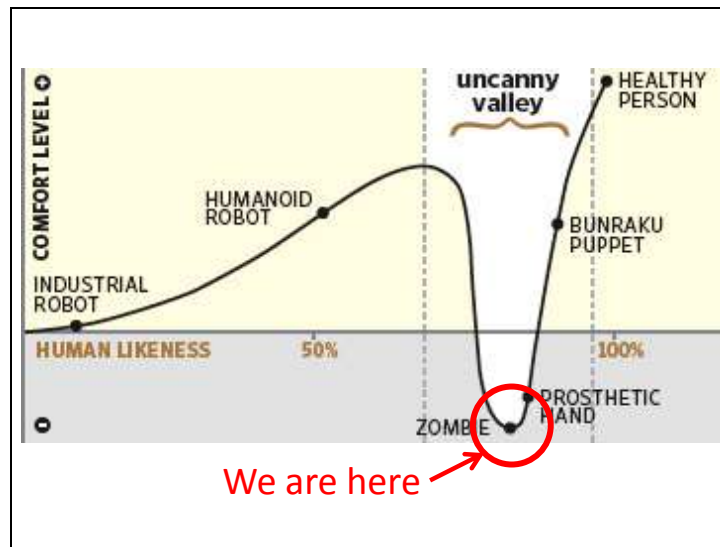 uncanny
valley
HEALTHY
PERSON
COMFORT LEVEL
HUMANOID
ROBOT
BUNRAKU
PUPPET
INDUSTRIAL
ROBOT
HUMAN LIKENESS 50% 100%
PROSTHETIC
HAND
ZOMBIE
We are here